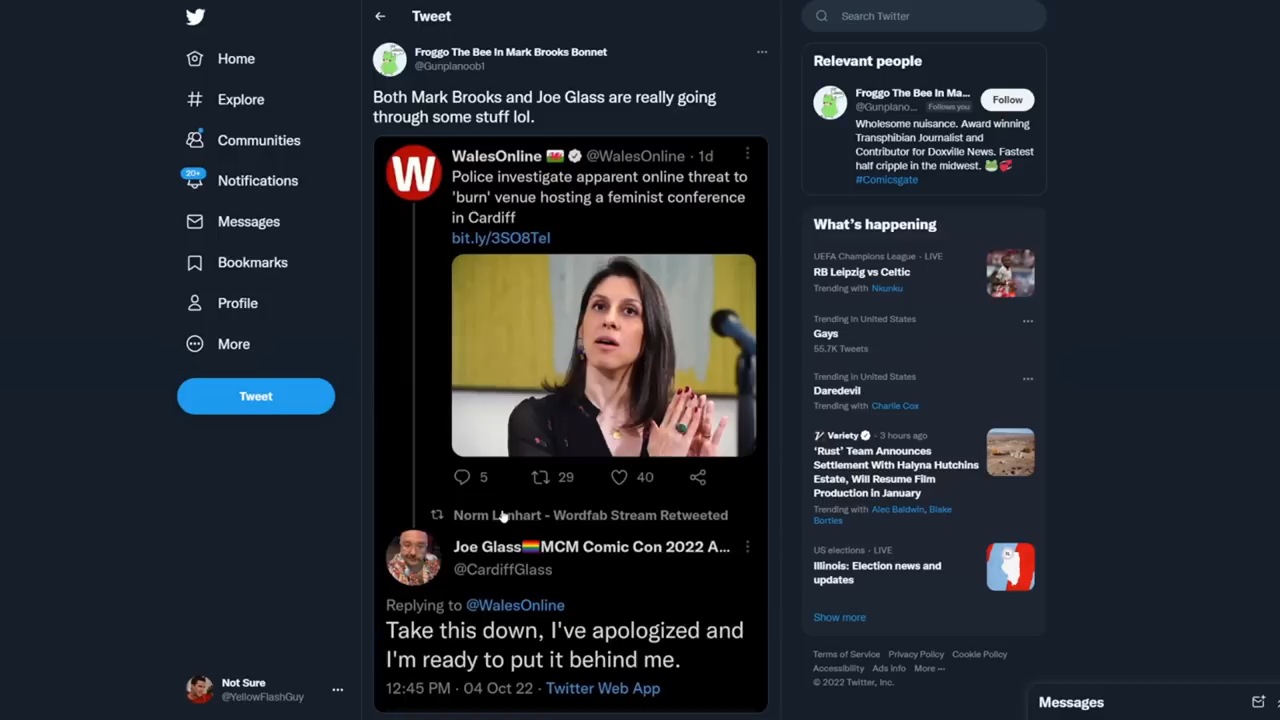 Home
Explore
Communities
20+
Notifications
Messages
Bookmarks
Profile
More
Tweet
Not Sure
@YellowFlashGuy
Tweet
Froggo The Bee In Mark Brooks Bonnet
@Gunplanoob1
Both Mark Brooks and Joe Glass are really going
through some stuff lol.
W
WalesOnline @WalesOnline · 1d
Police investigate apparent online threat to
'burn' venue hosting a feminist conference
in Cardiff
bit.ly/3SO8TeI
5 29 40
Norm Retweeted - Wordfab Stream
Joe Glass🏳️‍🌈MCM Comic Con 2022 A...
@CardiffGlass
Replying to @WalesOnline
Take this down, I've apologized and
I'm ready to put it behind me.
12:45 PM · 04 Oct 22 · Twitter Web App
Search Twitter
Relevant people
Froggo The Bee In Ma...
@Gunplano... Follows you
Follow
Wholesome nuisance. Award winning
Transphibian Journalist and
Contributor for Doxville News. Fastest
half cripple in the midwest. 🐸💋
#Comicsgate
What's happening
UEFA Champions League · LIVE
RB Leipzig vs Celtic
Trending with Nkunku
Trending in United States
Gays
55.7K Tweets
Trending in United States
Daredevil
Trending with Charlie Cox
Variety · 3 hours ago
'Rust' Team Announces
Settlement With Halyna Hutchins
Estate, Will Resume Film
Production in January
Trending with Alec Baldwin, Blake
Bortles
US elections · LIVE
Illinois: Election news and
updates
Show more
Terms of Service Privacy Policy Cookie Policy
Accessibility Ads info More ...
© 2022 Twitter, Inc.
Messages